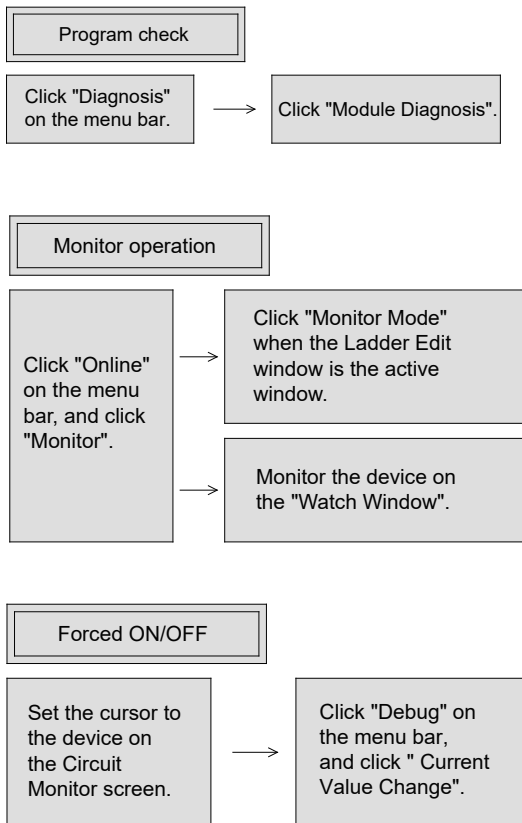 Program check
Click "Diagnosis"
on the menu bar.
Click "Module Diagnosis".
Monitor operation
Click "Online"
on the menu
bar, and click
"Monitor".
Click "Monitor Mode"
when the Ladder Edit
window is the active
window.
Monitor the device on
the "Watch Window".
Forced ON/OFF
Set the cursor to
the device on
the Circuit
Monitor screen.
Click "Debug" on
the menu bar,
and click " Current
Value Change".